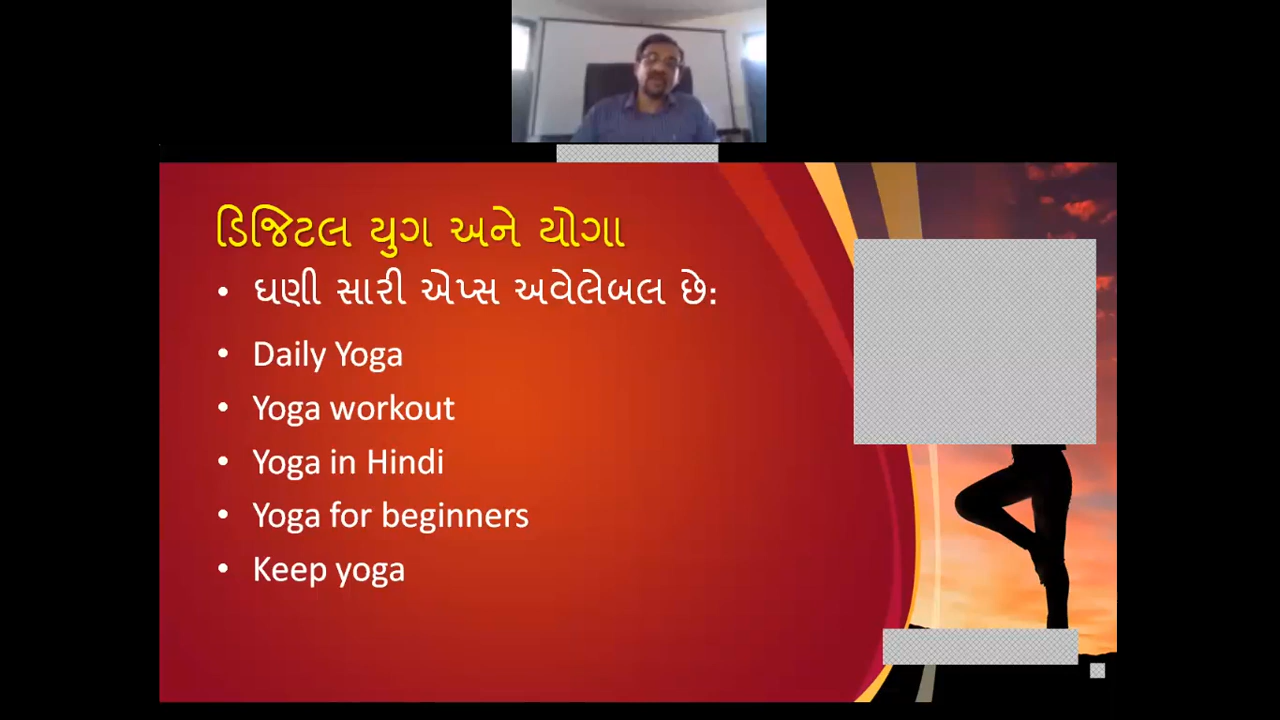 ડિજિટલ યુગ અને યોગા
• ઘણી સારી એપ્સ અવેલેબલ છે:
• Daily Yoga
• Yoga workout
• Yoga in Hindi
• Yoga for beginners
• Keep yoga